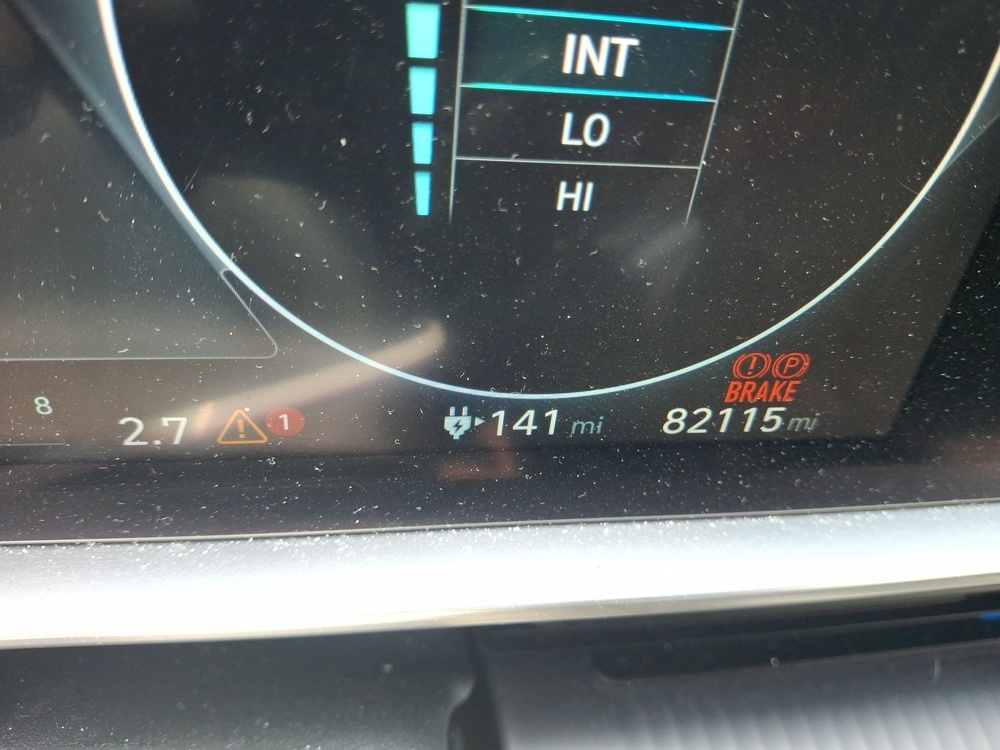 INT
LO
HI
8
! P
BRAKE
2.7 ! 1 141 mi 82115 mi